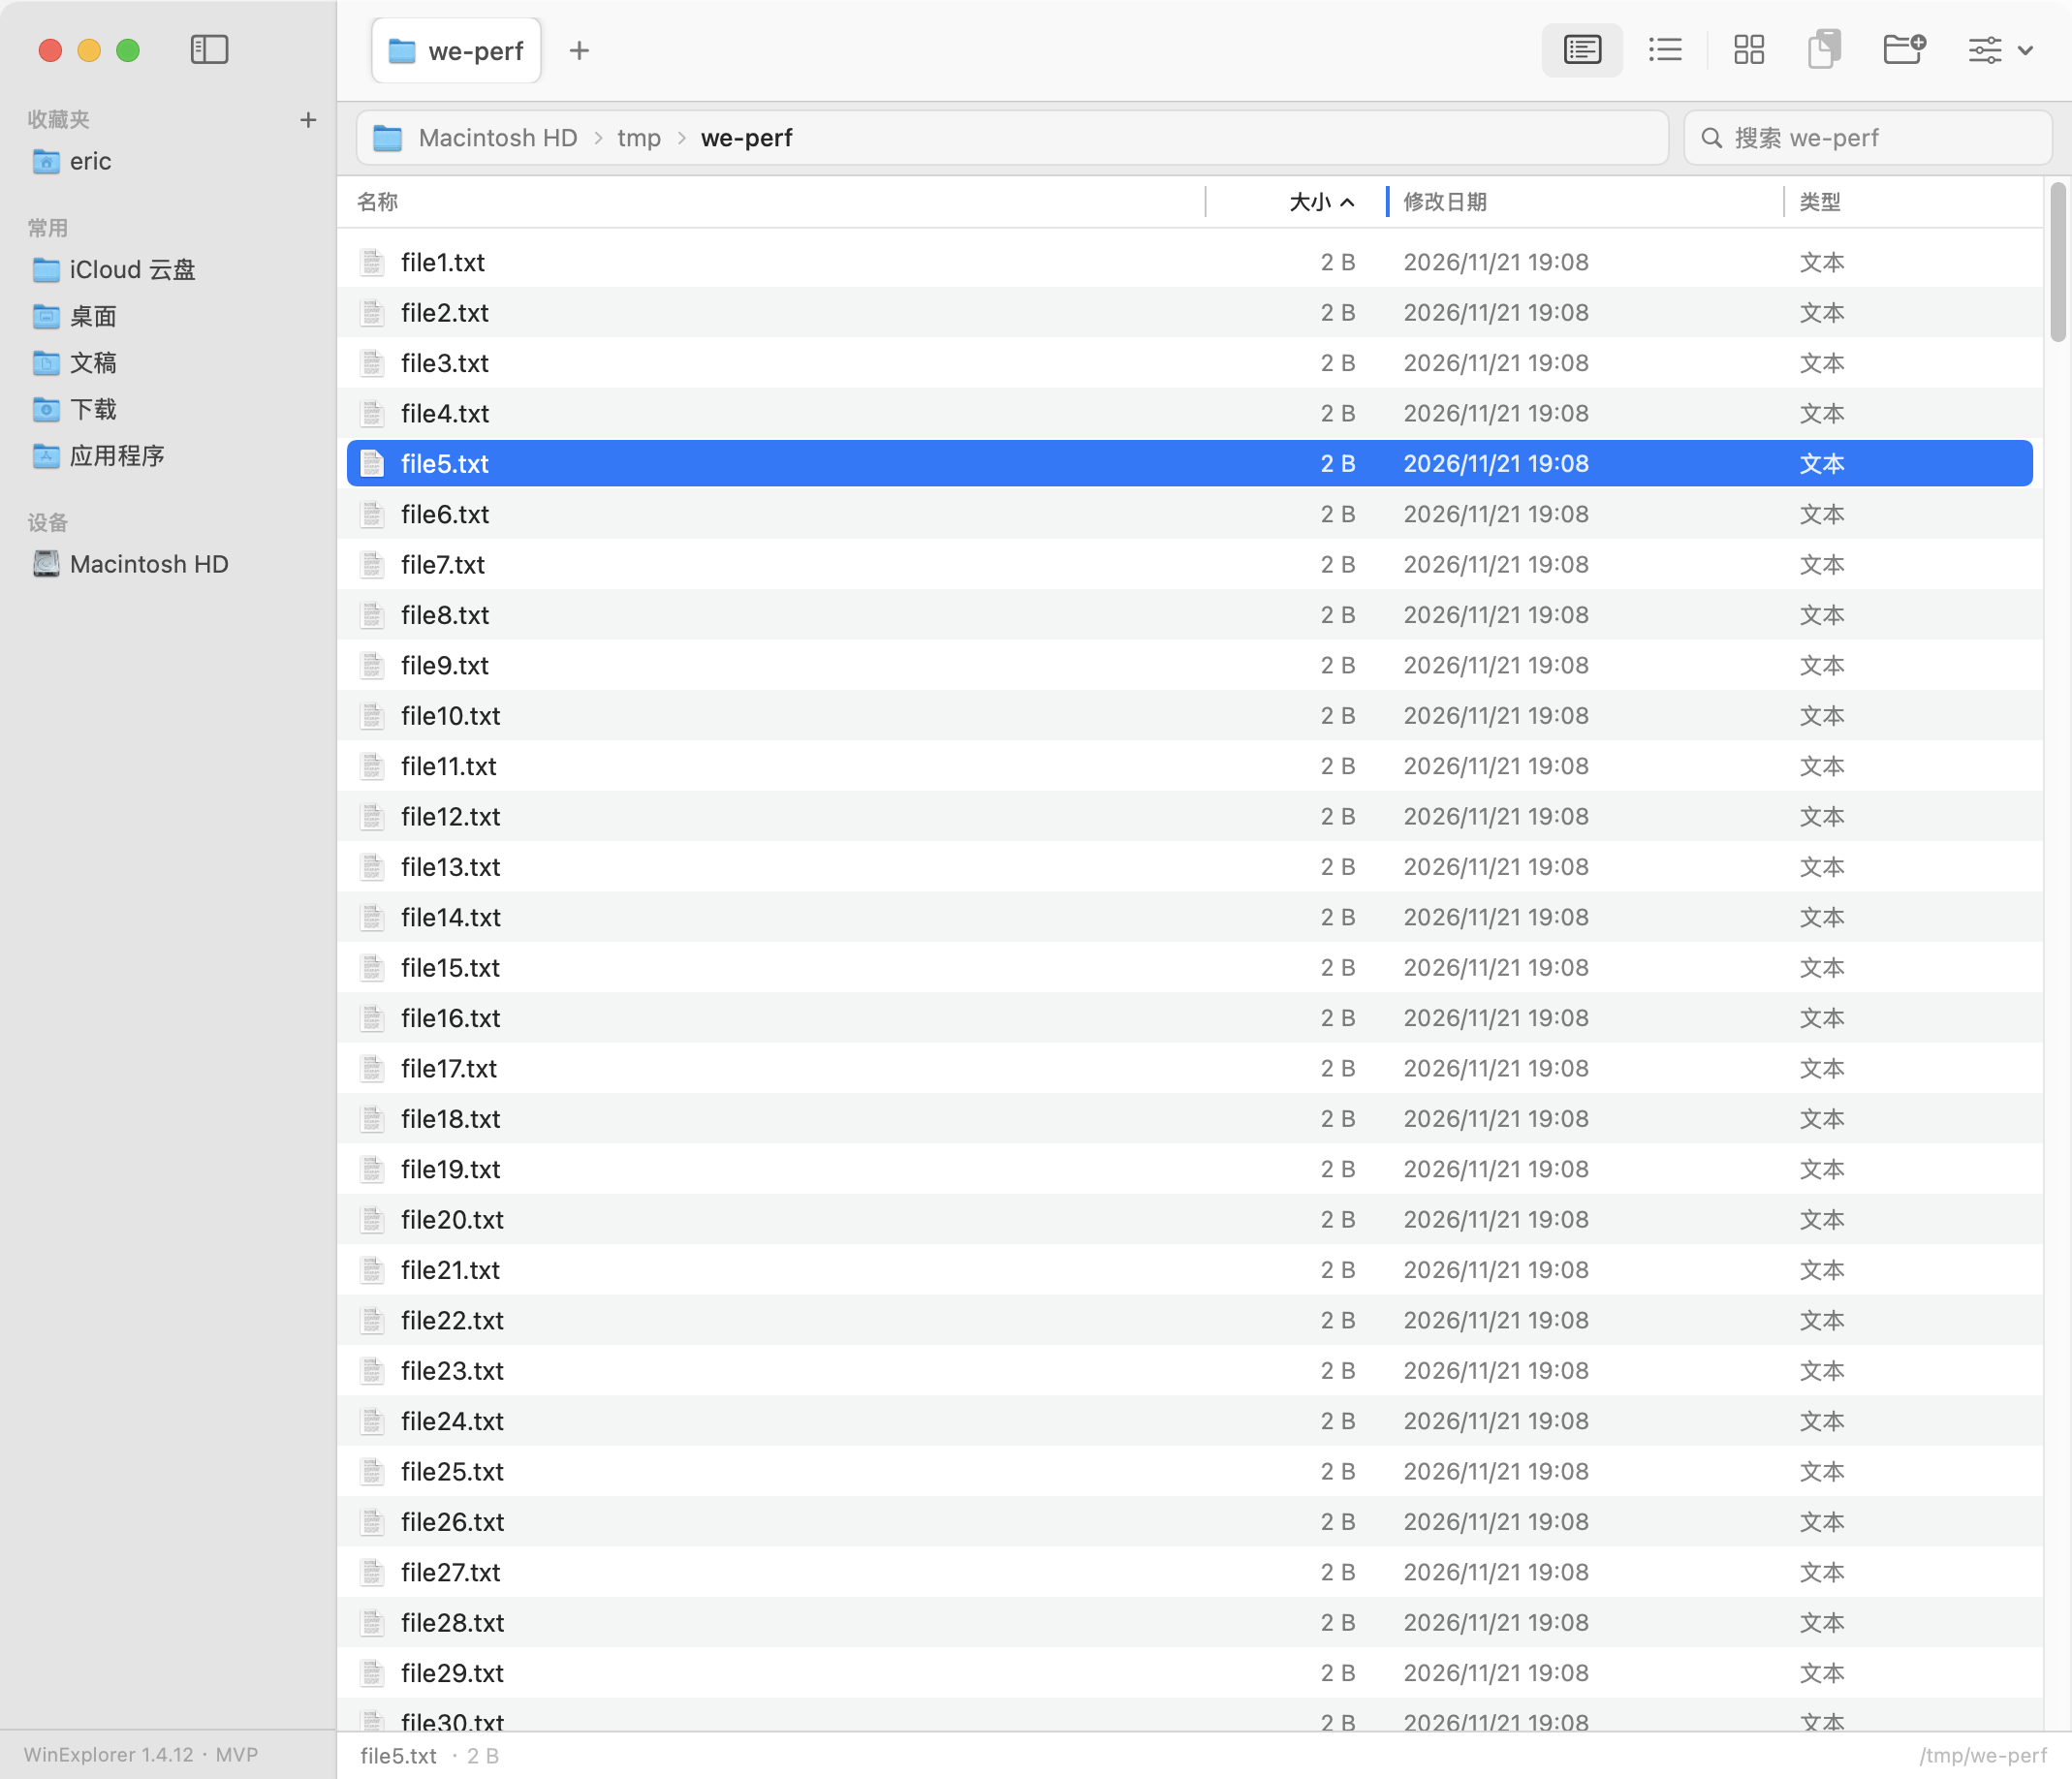 we-perf
收藏夹
eric
常用
iCloud 云盘
桌面
文稿
下载
应用程序
设备
Macintosh HD
WinExplorer 1.4.12 · MVP
Macintosh HD › tmp › we-perf
搜索 we-perf
名称 大小 修改日期 类型
file1.txt 2 B 2026/11/21 19:08 文本
file2.txt 2 B 2026/11/21 19:08 文本
file3.txt 2 B 2026/11/21 19:08 文本
file4.txt 2 B 2026/11/21 19:08 文本
file5.txt 2 B 2026/11/21 19:08 文本
file6.txt 2 B 2026/11/21 19:08 文本
file7.txt 2 B 2026/11/21 19:08 文本
file8.txt 2 B 2026/11/21 19:08 文本
file9.txt 2 B 2026/11/21 19:08 文本
file10.txt 2 B 2026/11/21 19:08 文本
file11.txt 2 B 2026/11/21 19:08 文本
file12.txt 2 B 2026/11/21 19:08 文本
file13.txt 2 B 2026/11/21 19:08 文本
file14.txt 2 B 2026/11/21 19:08 文本
file15.txt 2 B 2026/11/21 19:08 文本
file16.txt 2 B 2026/11/21 19:08 文本
file17.txt 2 B 2026/11/21 19:08 文本
file18.txt 2 B 2026/11/21 19:08 文本
file19.txt 2 B 2026/11/21 19:08 文本
file20.txt 2 B 2026/11/21 19:08 文本
file21.txt 2 B 2026/11/21 19:08 文本
file22.txt 2 B 2026/11/21 19:08 文本
file23.txt 2 B 2026/11/21 19:08 文本
file24.txt 2 B 2026/11/21 19:08 文本
file25.txt 2 B 2026/11/21 19:08 文本
file26.txt 2 B 2026/11/21 19:08 文本
file27.txt 2 B 2026/11/21 19:08 文本
file28.txt 2 B 2026/11/21 19:08 文本
file29.txt 2 B 2026/11/21 19:08 文本
file30.txt 2 B 2026/11/21 19:08 文本
file5.txt · 2 B
/tmp/we-perf